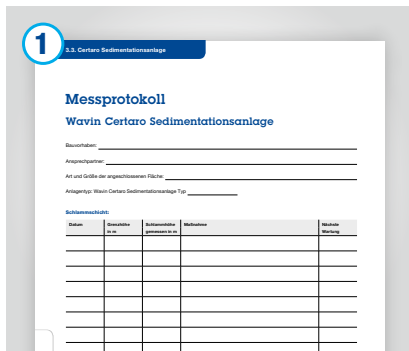 1
3.3. Certaro Sedimentationsanlage
Messprotokoll
Wavin Certaro Sedimentationsanlage
Bauvorhaben:
Ansprechpartner:
Art und Größe der angeschlossenen Fläche:
Anlagentyp: Wavin Certaro Sedimentationsanlage Typ
Schlammschicht:
Datum Grenzhöhe in m Schlammhöhe gemessen in m Maßnahme Nächste Wartung